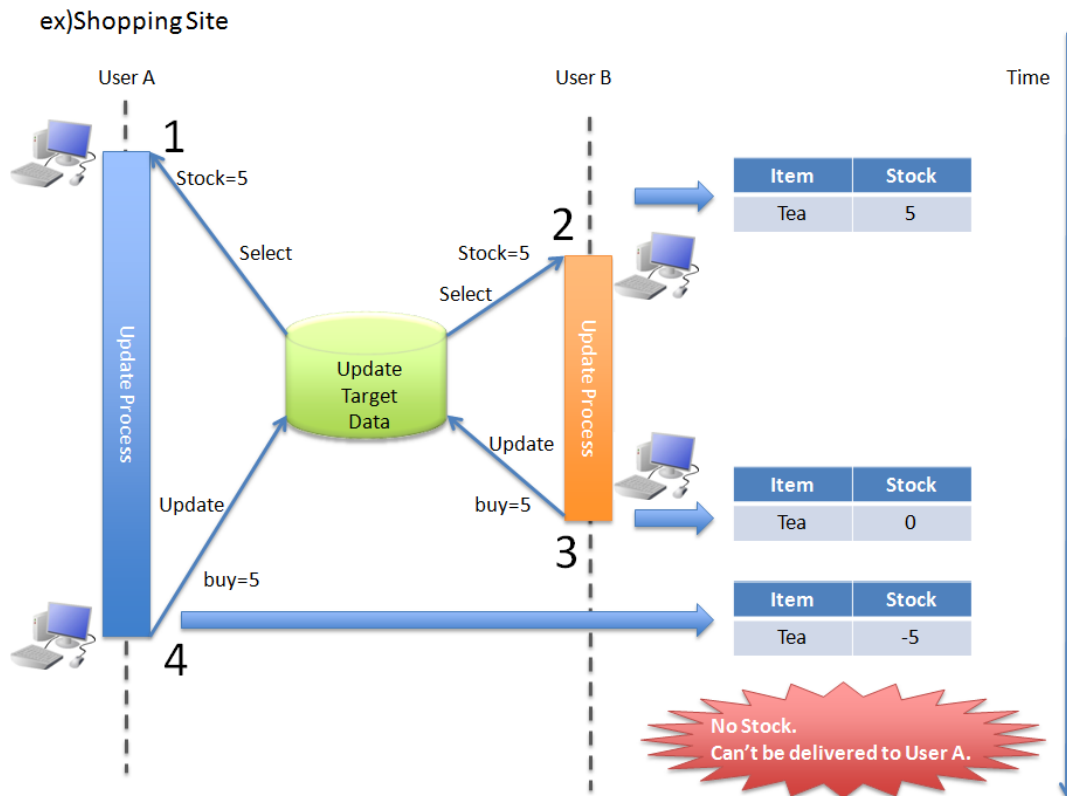 ex)Shopping Site
User A
User B
Time
1
Stock=5
Select
2
Stock=5
Select
Item Stock
Tea 5
Update Process
Update
Target
Data
Update Process
Update
buy=5
3
Item Stock
Tea 0
Update
buy=5
4
Item Stock
Tea -5
No Stock.
Can't be delivered to User A.